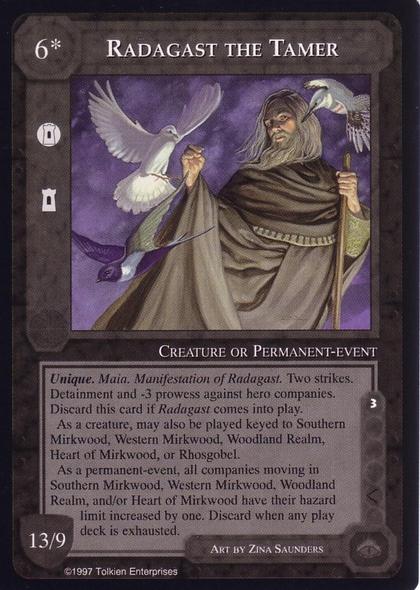 6*
RADAGAST THE TAMER
CREATURE OR PERMANENT-EVENT
Unique. Maia. Manifestation of Radagast. Two strikes.
Detainment and -3 prowess against hero companies.
Discard this card if Radagast comes into play.
As a creature, may also be played keyed to Southern
Mirkwood, Western Mirkwood, Woodland Realm,
Heart of Mirkwood, or Rhosgobel.
As a permanent-event, all companies moving in
Southern Mirkwood, Western Mirkwood, Woodland
Realm, and/or Heart of Mirkwood have their hazard
limit increased by one. Discard when any play
deck is exhausted.
3
13/9
ART BY ZINA SAUNDERS
©1997 Tolkien Enterprises